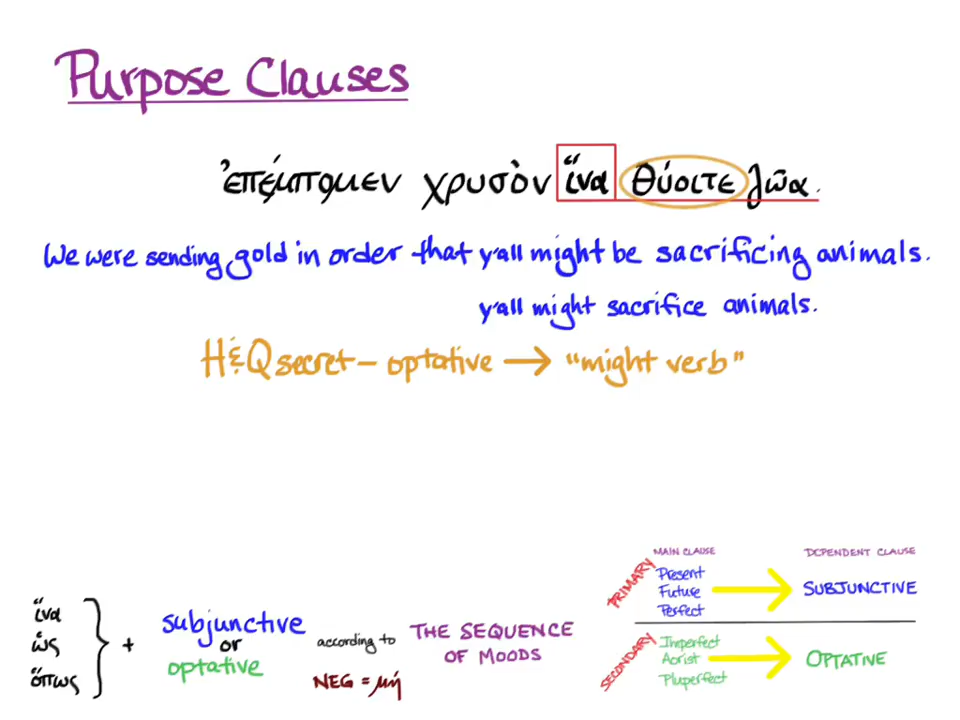 Purpose Clauses
ἐπέμπομεν χρυσὸν ἵνα θύοιτε ζῷα.
We were sending gold in order that y'all might be sacrificing animals.
y'all might sacrifice animals.
H&Q secret – optative → "might verb"
ἵνα
ὡς
ὅπως
+
subjunctive
or
optative
according to
NEG = μή
THE SEQUENCE
OF MOODS
MAIN CLAUSE
DEPENDENT CLAUSE
PRIMARY
Present
Future
Perfect
SUBJUNCTIVE
SECONDARY
Imperfect
Aorist
Pluperfect
OPTATIVE